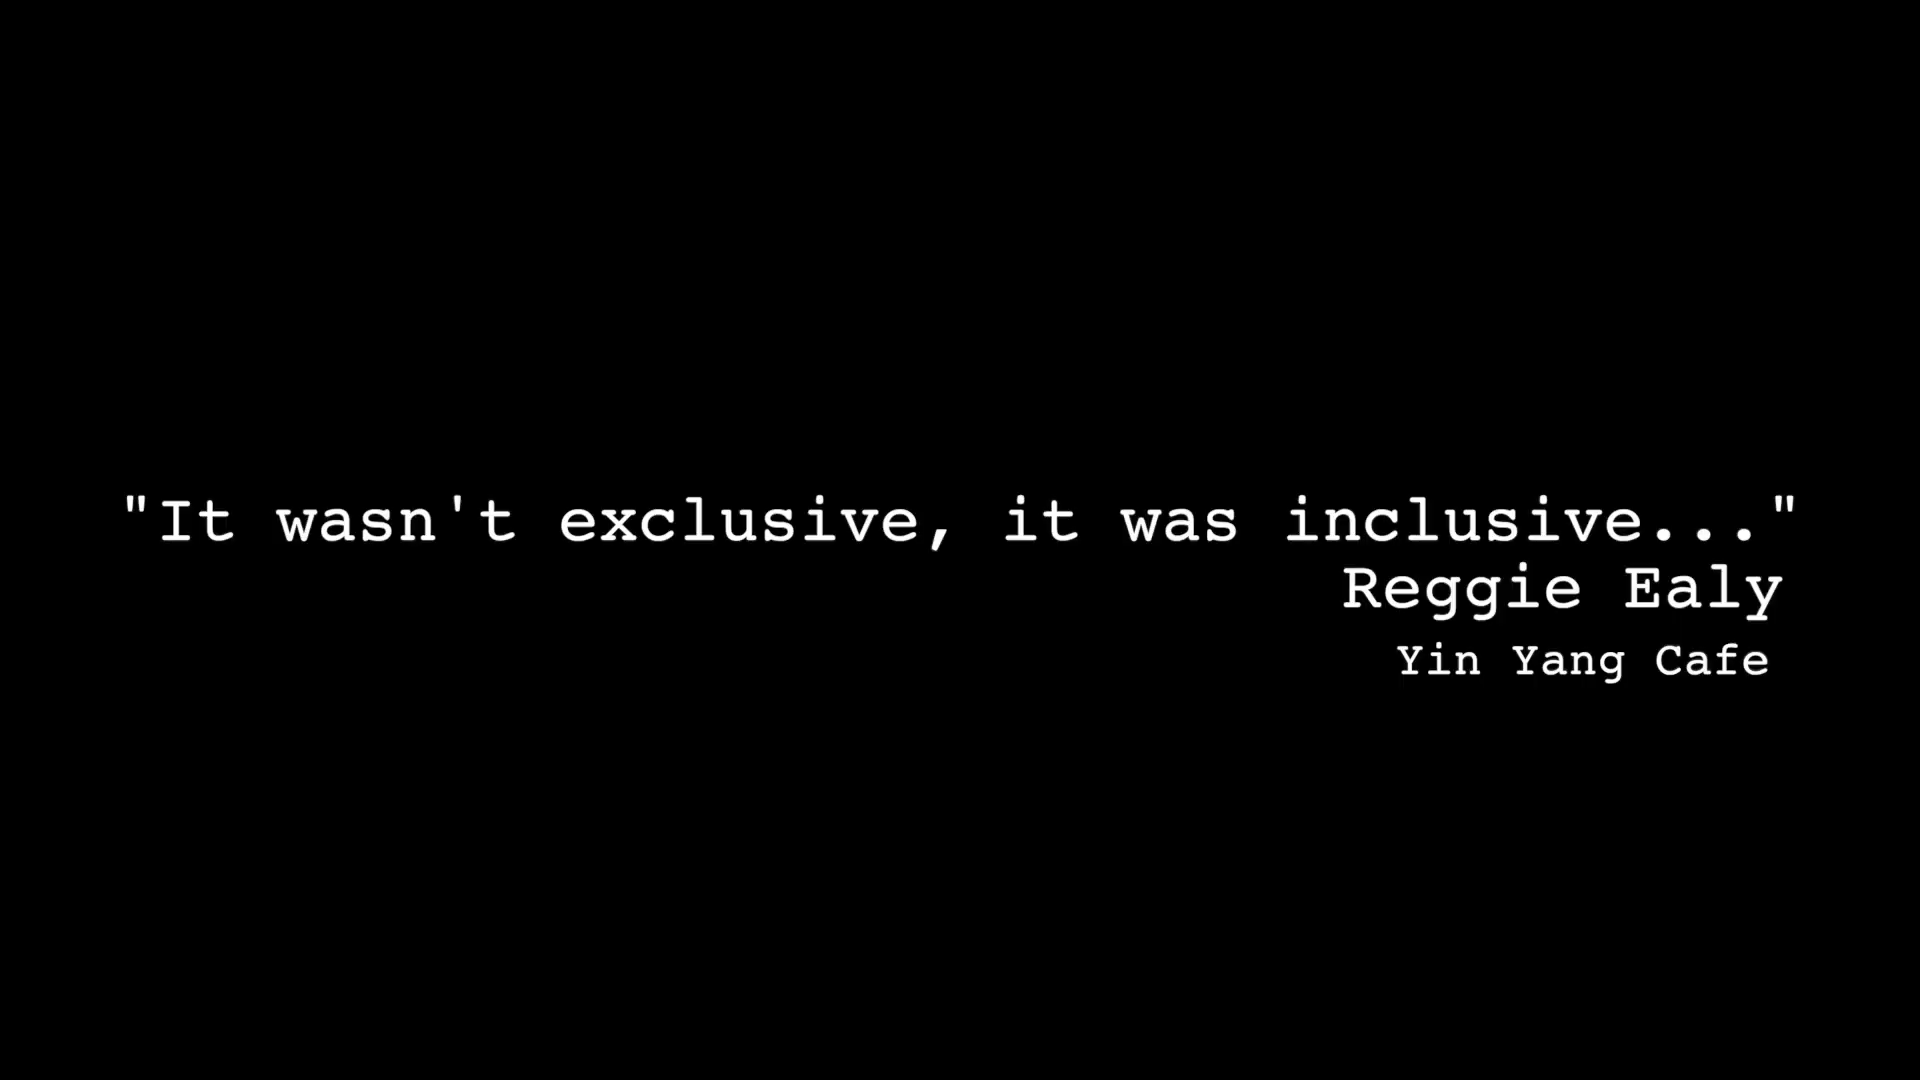 "It wasn't exclusive, it was inclusive..."
Reggie Ealy
Yin Yang Cafe